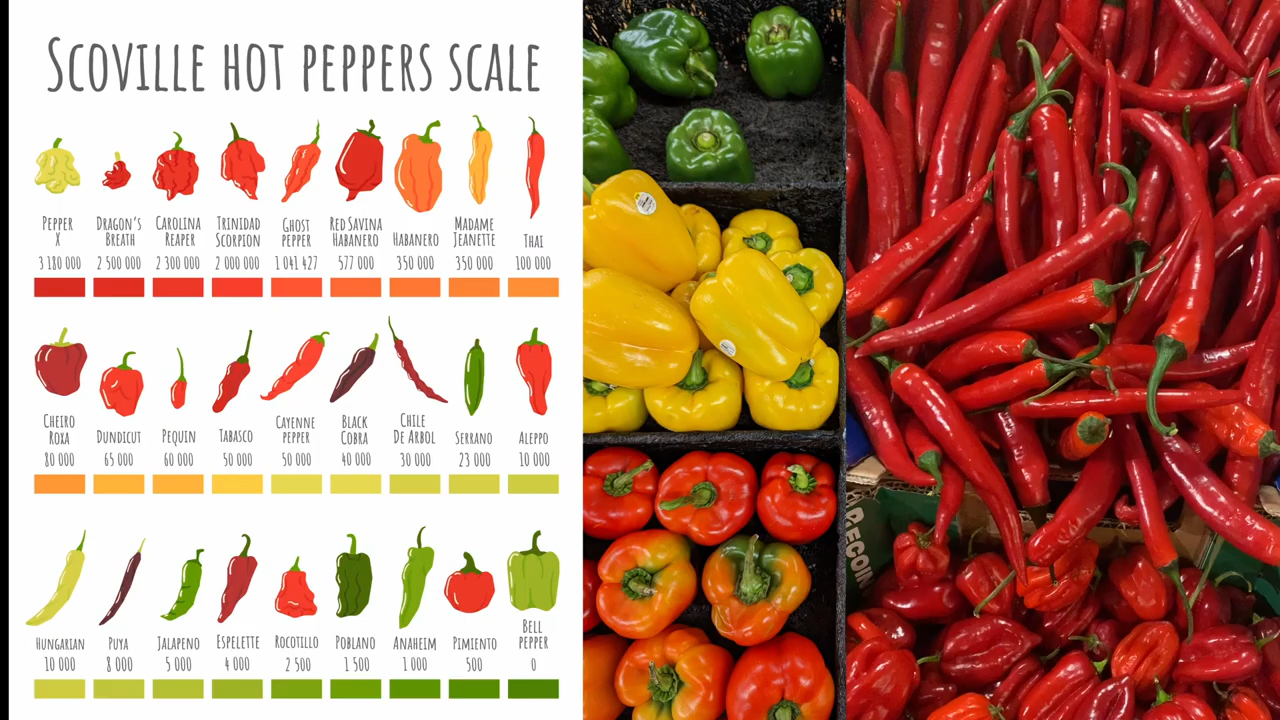 SCOVILLE HOT PEPPERS SCALE
PEPPER X
3 180 000
DRAGON'S BREATH
2 500 000
CAROLINA REAPER
2 300 000
TRINIDAD SCORPION
2 000 000
GHOST PEPPER
1 041 427
RED SAVINA HABANERO
577 000
HABANERO
350 000
MADAME JEANETTE
350 000
THAI
100 000
CHEIRO ROXA
80 000
DUNDICUT
65 000
PEQUIN
60 000
TABASCO
50 000
CAYENNE PEPPER
50 000
BLACK COBRA
40 000
CHILE DE ARBOL
30 000
SERRANO
23 000
ALEPPO
10 000
HUNGARIAN
10 000
PUYA
8 000
JALAPENO
5 000
ESPELETTE
4 000
ROCOTILLO
2 500
POBLANO
1 500
ANAHEIM
1 000
PIMIENTO
500
BELL PEPPER
0